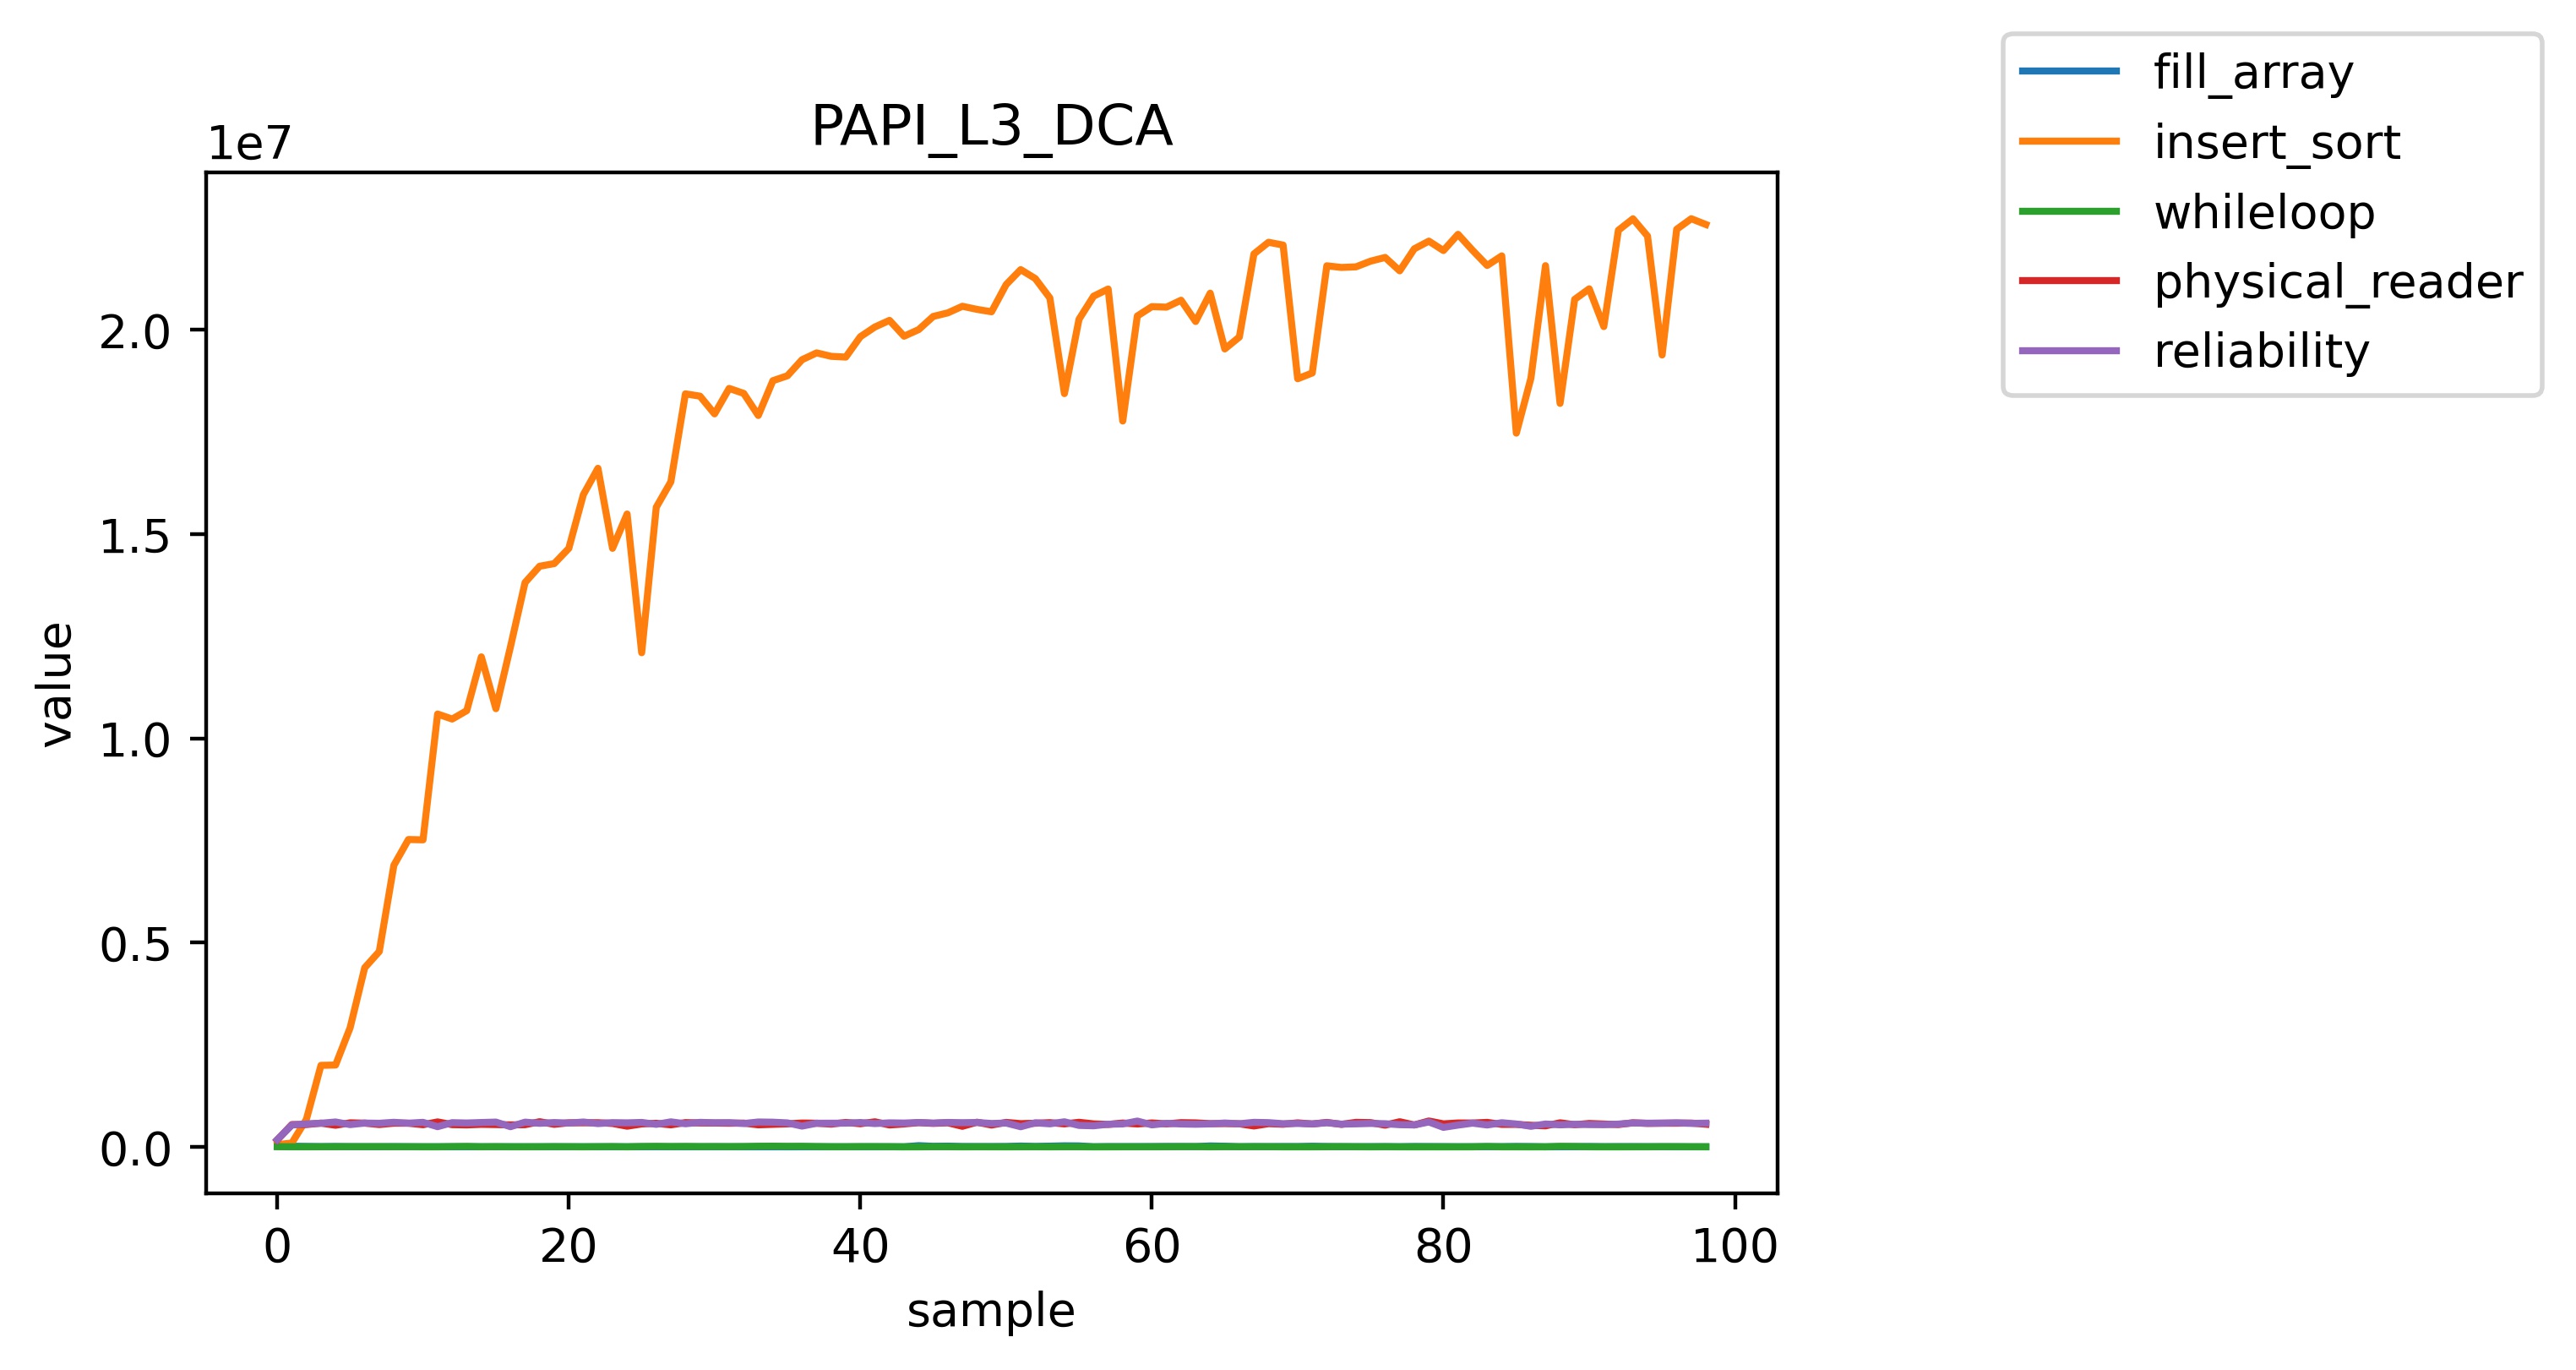 PAPI_L3_DCA
1e7
2.0
1.5
1.0
0.5
0.0
value
0 20 40 60 80 100
sample
fill_array
insert_sort
whileloop
physical_reader
reliability